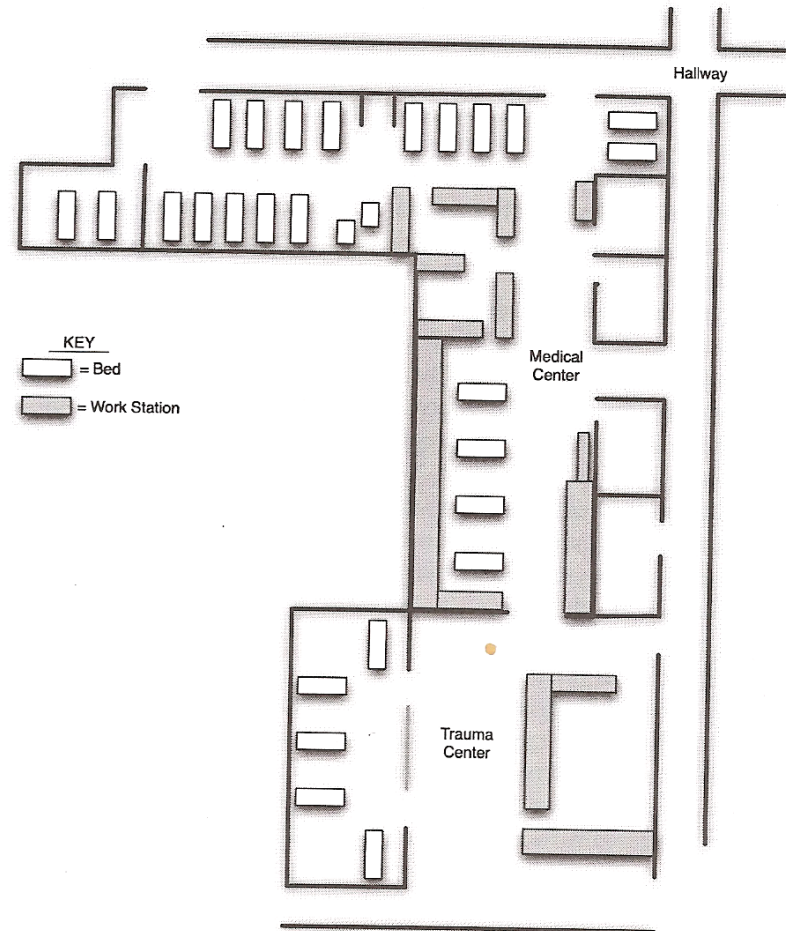 Hallway
KEY
= Bed
= Work Station
Medical
Center
Trauma
Center